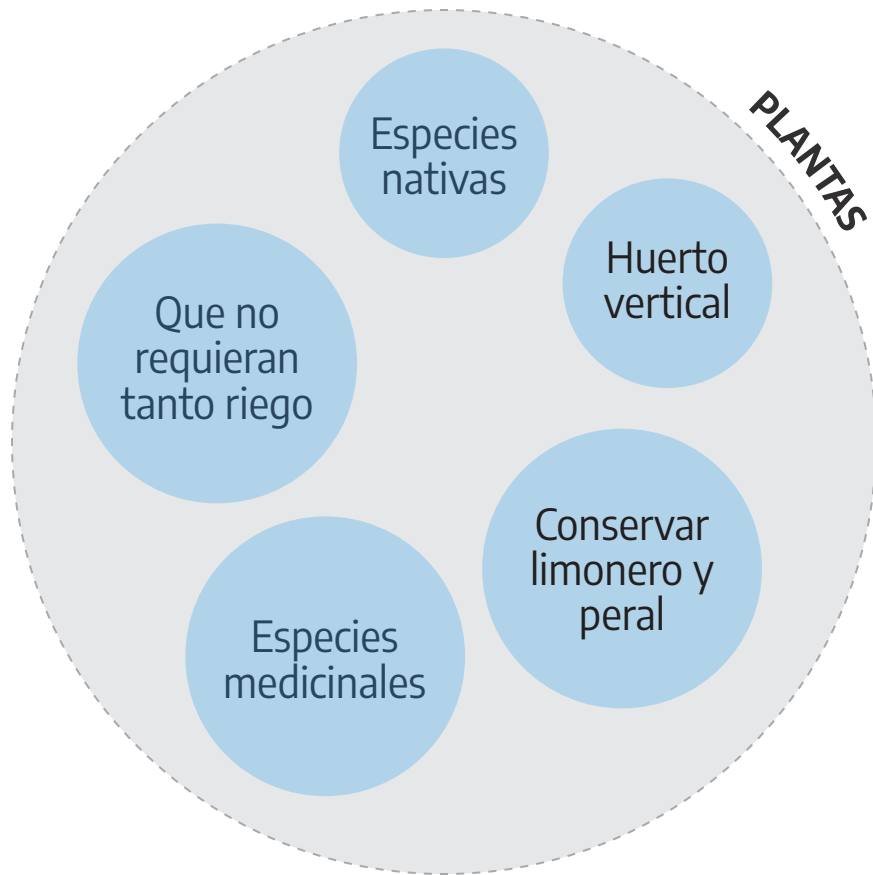 PLANTAS
Especies
nativas
Huerto
vertical
Que no
requieran
tanto riego
Conservar
limonero y
peral
Especies
medicinales